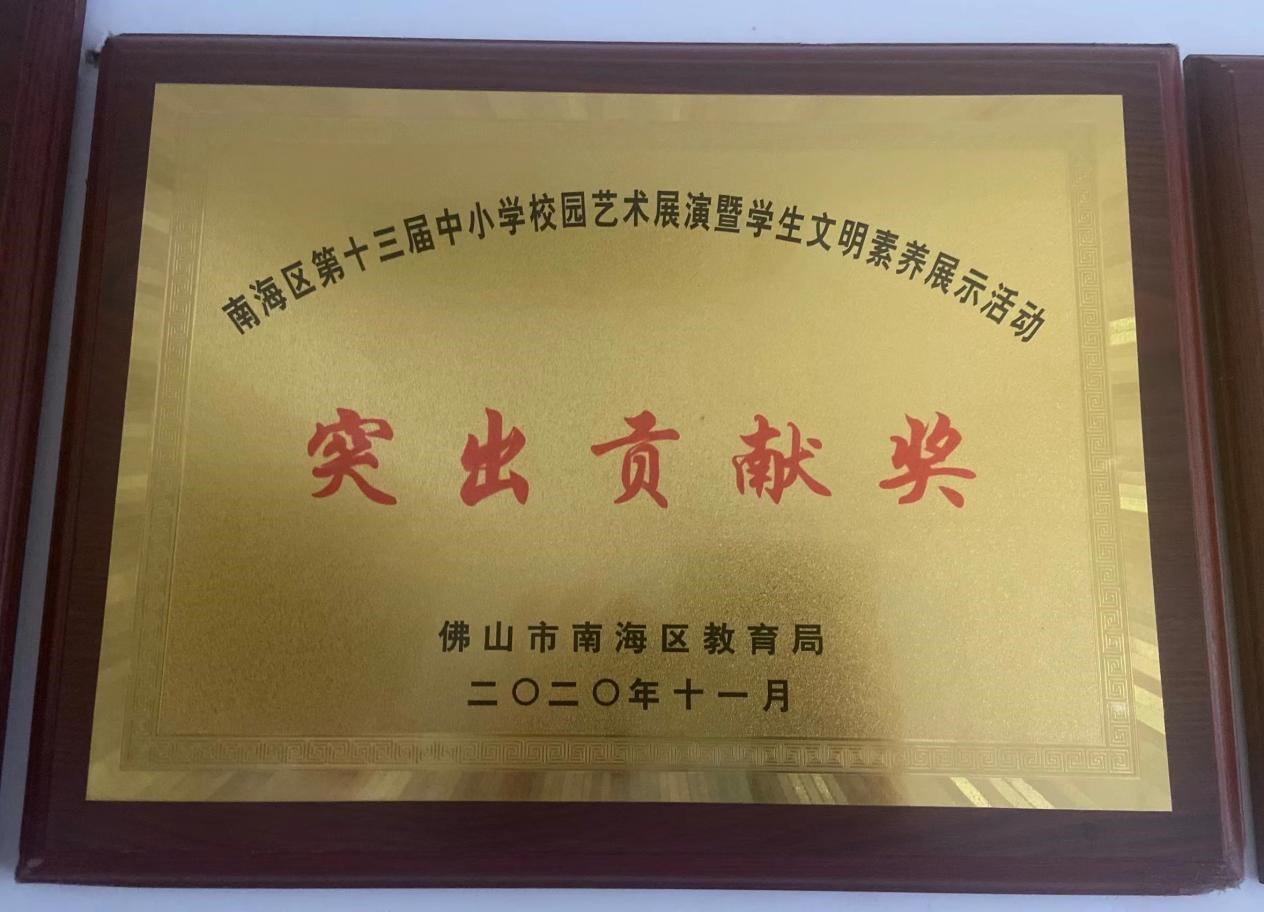 南海区第十三届中小学校园艺术展演暨学生文明素养展示活动
突出贡献奖
佛山市南海区教育局
二〇二〇年十一月